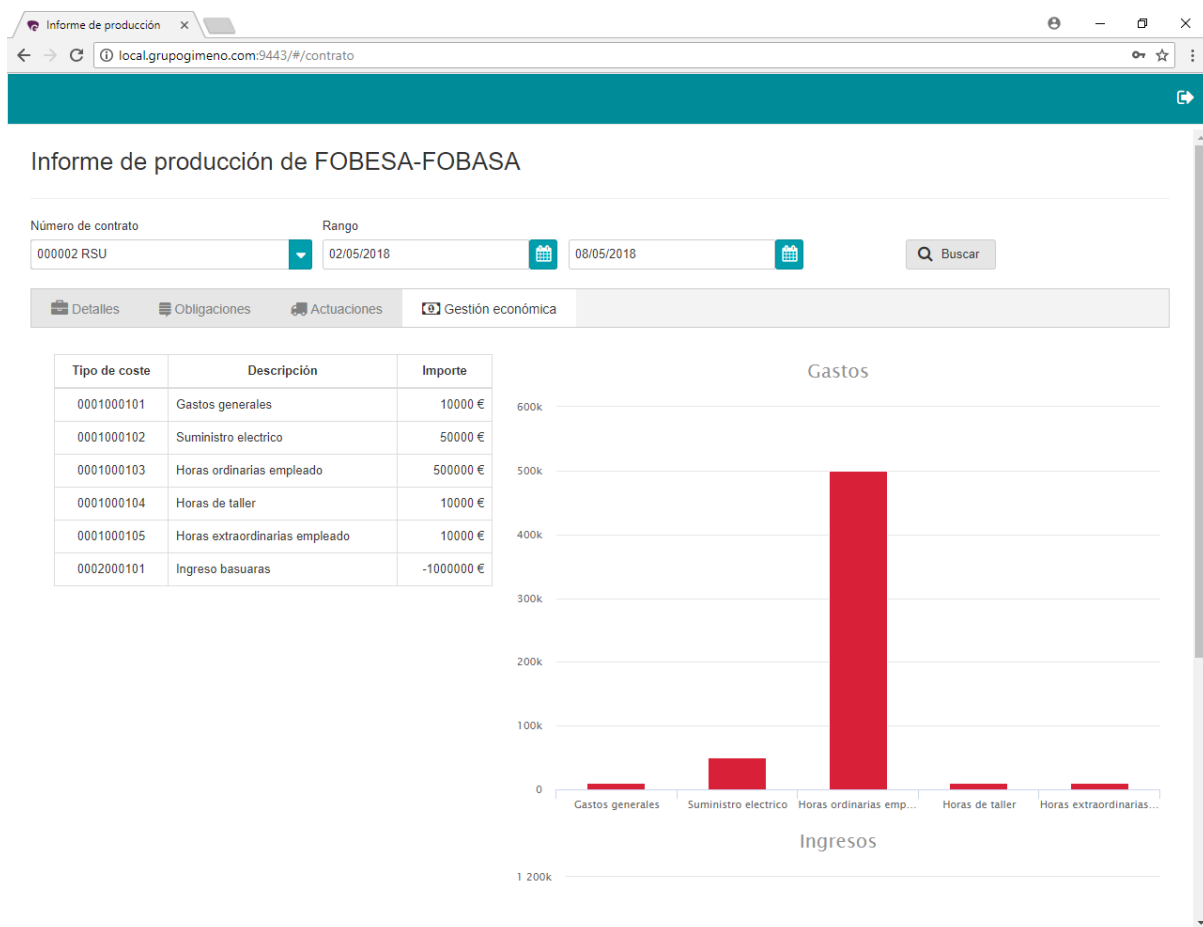 Informe de producción
local.grupogimeno.com:9443/#/contrato
Informe de producción de FOBESA-FOBASA
Número de contrato Rango
000002 RSU 02/05/2018 08/05/2018 Buscar
Detalles Obligaciones Actuaciones Gestión económica
Tipo de coste Descripción Importe
0001000101 Gastos generales 10000 €
0001000102 Suministro electrico 50000 €
0001000103 Horas ordinarias empleado 500000 €
0001000104 Horas de taller 10000 €
0001000105 Horas extraordinarias empleado 10000 €
0002000101 Ingreso basuaras -1000000 €
Gastos
600k
500k
400k
300k
200k
100k
0
Gastos generales Suministro electrico Horas ordinarias emp... Horas de taller Horas extraordinarias...
Ingresos
1 200k